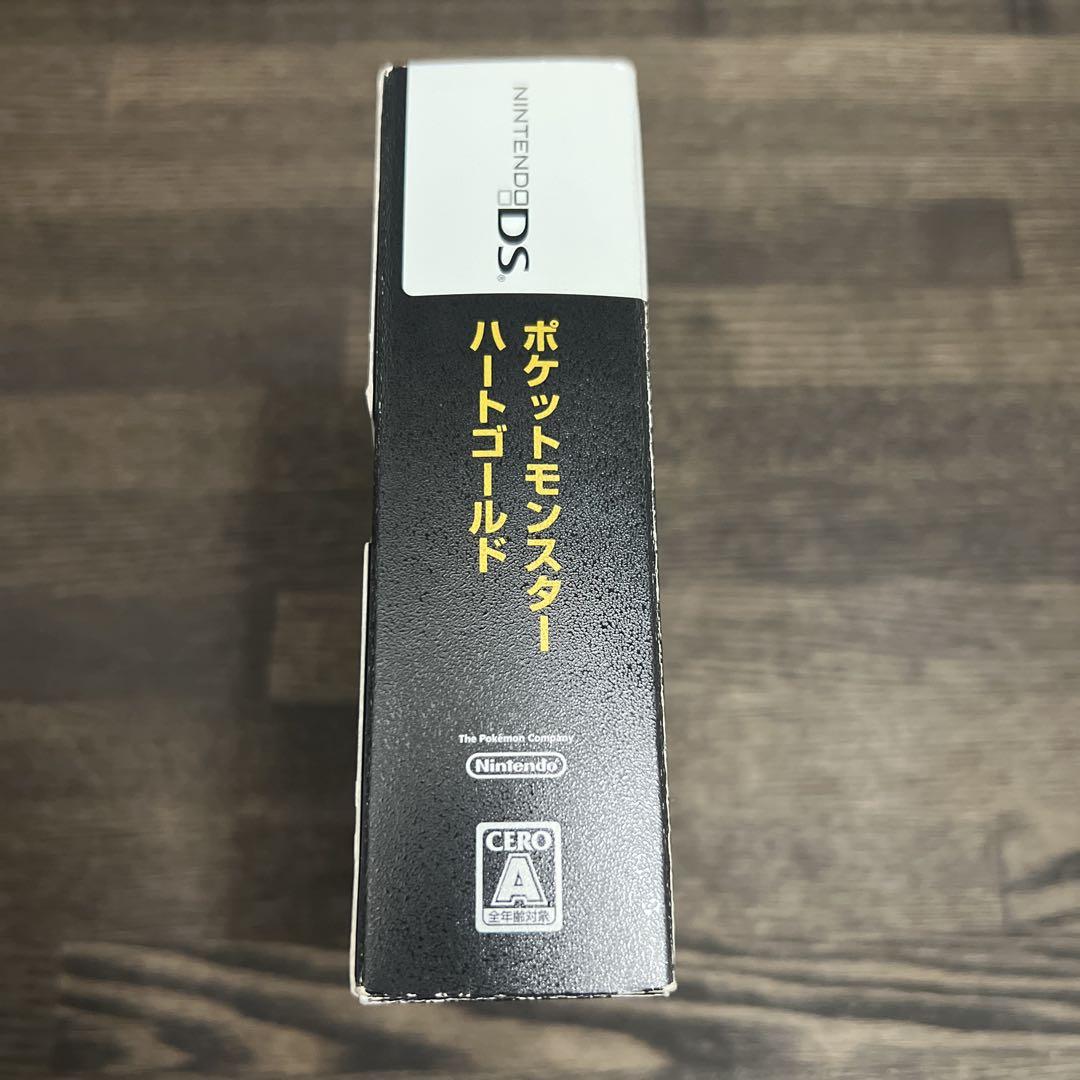 NINTENDO DS®
ポケットモンスター
ハートゴールド
The Pokémon Company
Nintendo®
CERO
A
全年齢対象